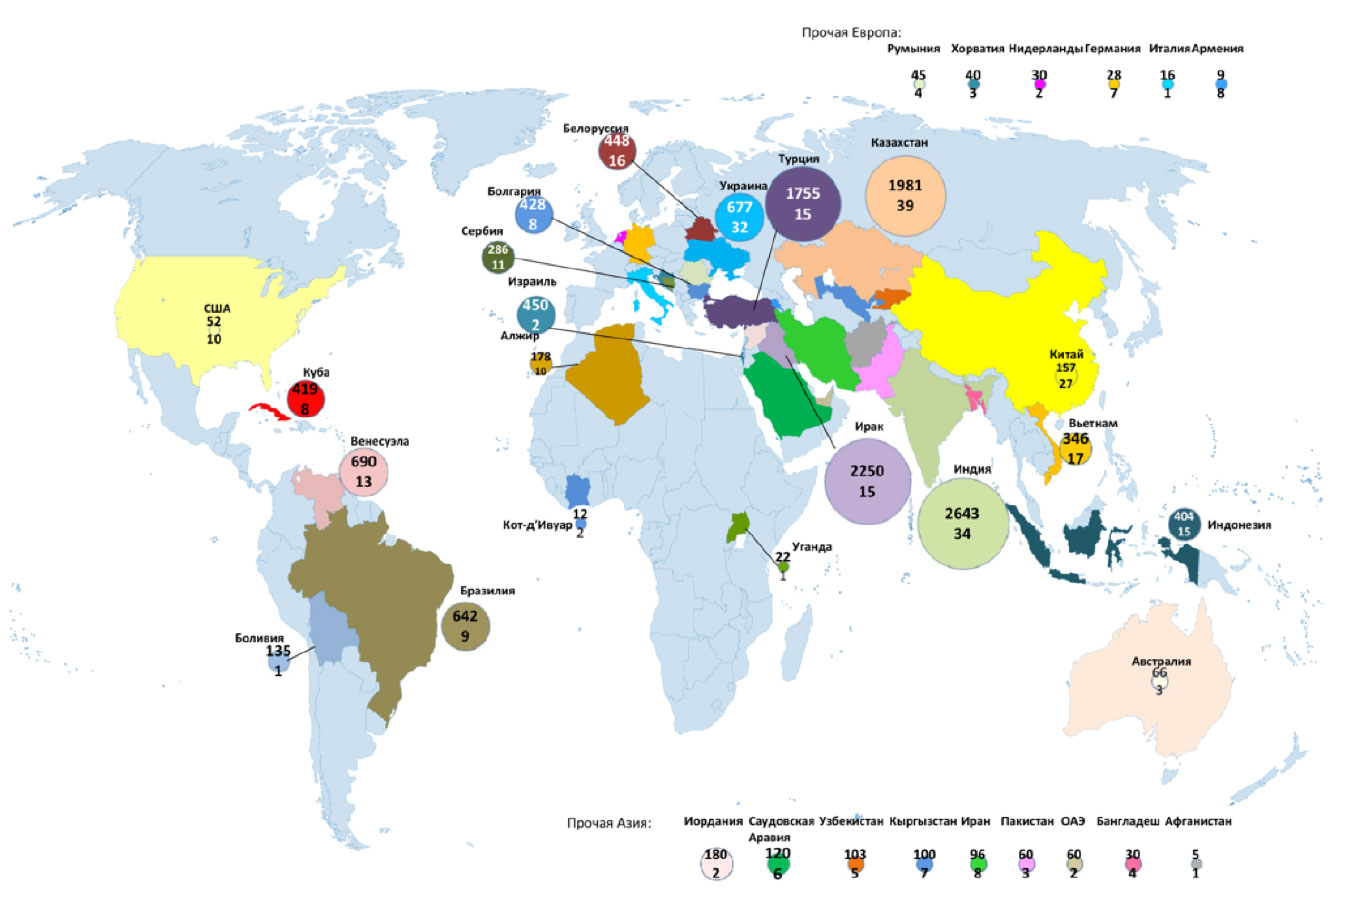 Прочая Европа:
Румыния Хорватия Нидерланды Германия Италия Армения
45 40 30 28 16 9
4 3 2 7 1 8
Белоруссия
448
16
Казахстан
1981
39
Турция
1755
15
Украина
677
32
Болгария
428
8
Сербия
286
11
Израиль
450
2
Алжир
178
10
США
52
10
Куба
419
8
Китай
157
27
Венесуэла
690
13
Ирак
2250
15
Вьетнам
346
17
Индия
2643
34
Кот-д'Ивуар
12
2
Индонезия
404
15
Уганда
22
1
Бразилия
642
9
Боливия
135
1
Австралия
66
3
Прочая Азия:
Иордания Саудовская Узбекистан Кыргызстан Иран Пакистан ОАЭ Бангладеш Афганистан
Аравия
180 120 103 100 96 60 60 30 5
2 6 5 7 8 3 2 4 1